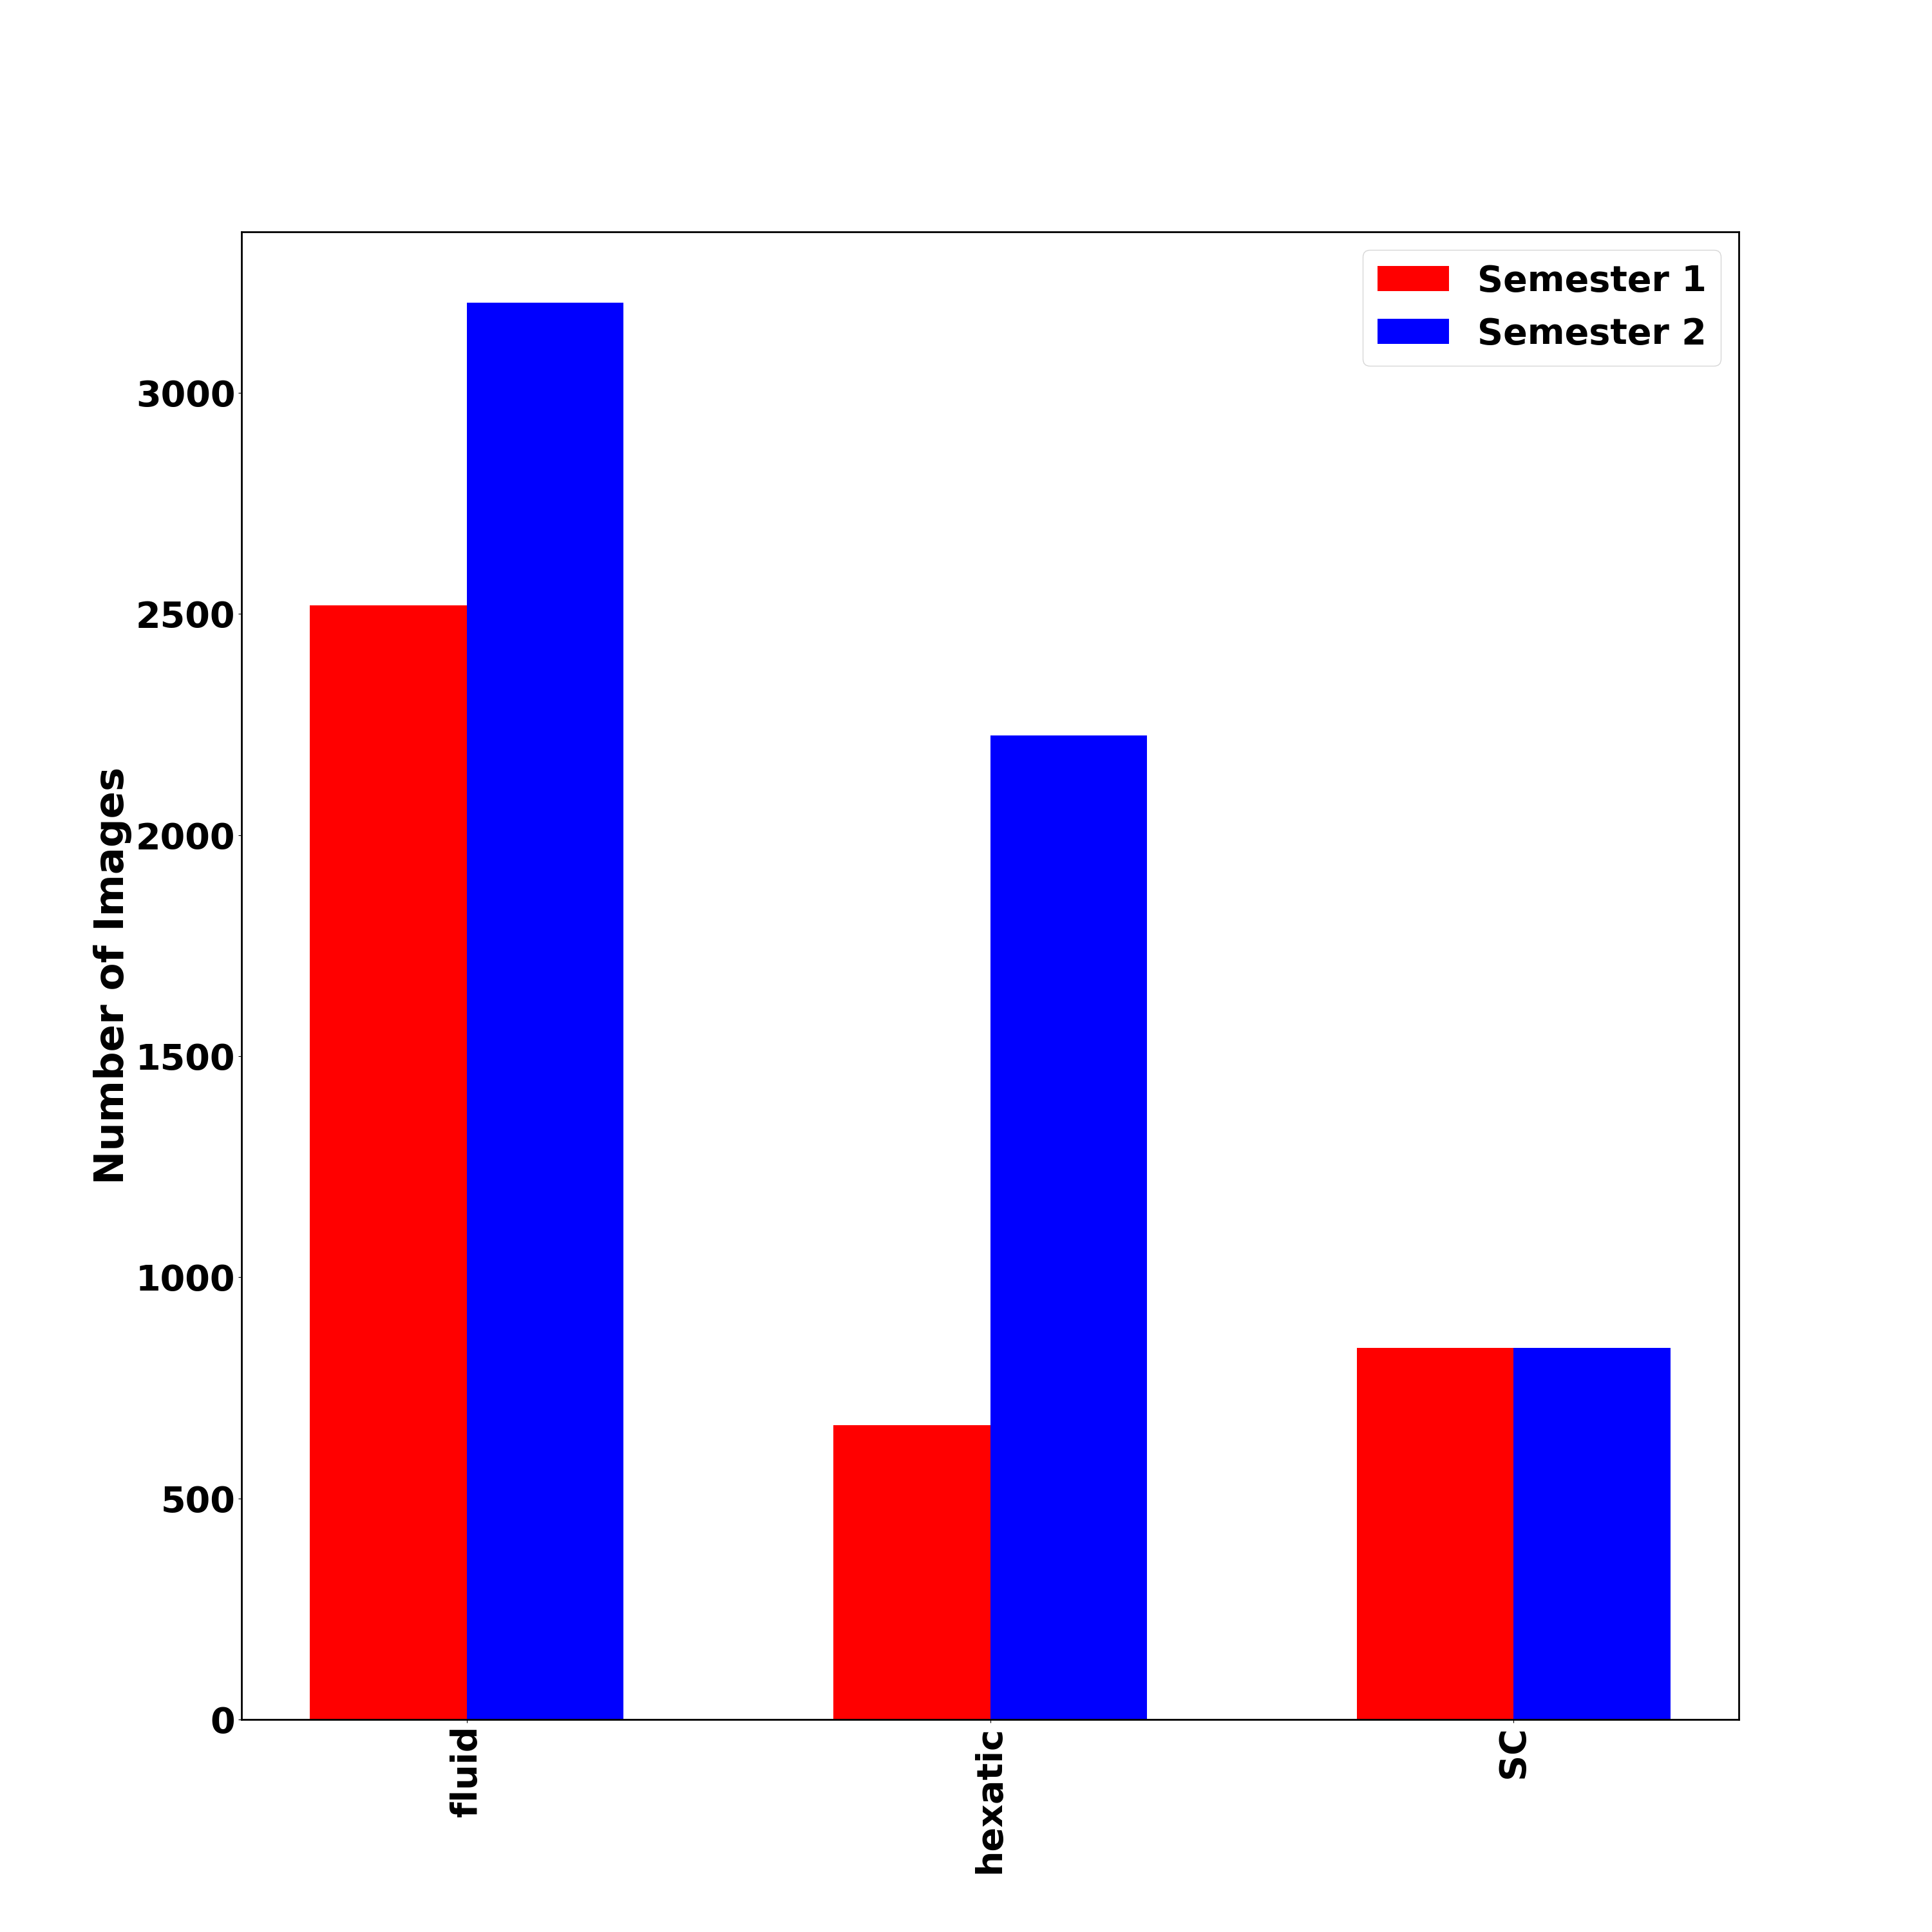 Semester 1
Semester 2
Number of Images
3000
2500
2000
1500
1000
500
0
fluid
hexatic
SC